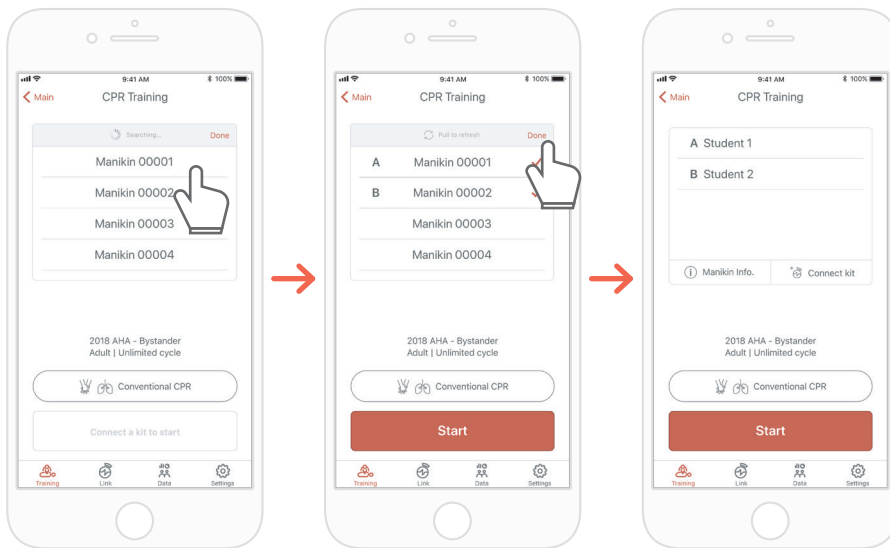 9:41 AM
100%
Main
CPR Training
Searching...
Done
Manikin 00001
Manikin 00002
Manikin 00003
Manikin 00004
2018 AHA - Bystander
Adult | Unlimited cycle
Conventional CPR
Connect a kit to start
Training
Link
Data
Settings
9:41 AM
100%
Main
CPR Training
Pull to refresh
Done
A Manikin 00001
B Manikin 00002
Manikin 00003
Manikin 00004
2018 AHA - Bystander
Adult | Unlimited cycle
Conventional CPR
Start
Training
Link
Data
Settings
9:41 AM
100%
Main
CPR Training
A Student 1
B Student 2
Manikin Info.
Connect kit
2018 AHA - Bystander
Adult | Unlimited cycle
Conventional CPR
Start
Training
Link
Data
Settings